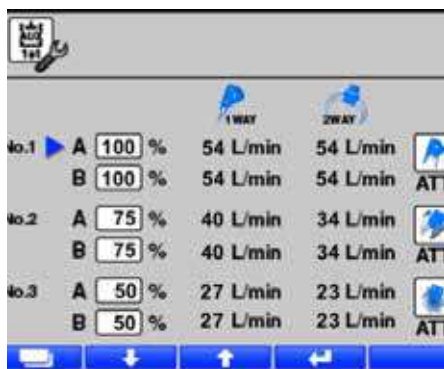 AUX
1st
1WAY 2WAY
No.1 A 100 % 54 L/min 54 L/min
B 100 % 54 L/min 54 L/min ATT
No.2 A 75 % 40 L/min 34 L/min
B 75 % 40 L/min 34 L/min ATT
No.3 A 50 % 27 L/min 23 L/min
B 50 % 27 L/min 23 L/min ATT